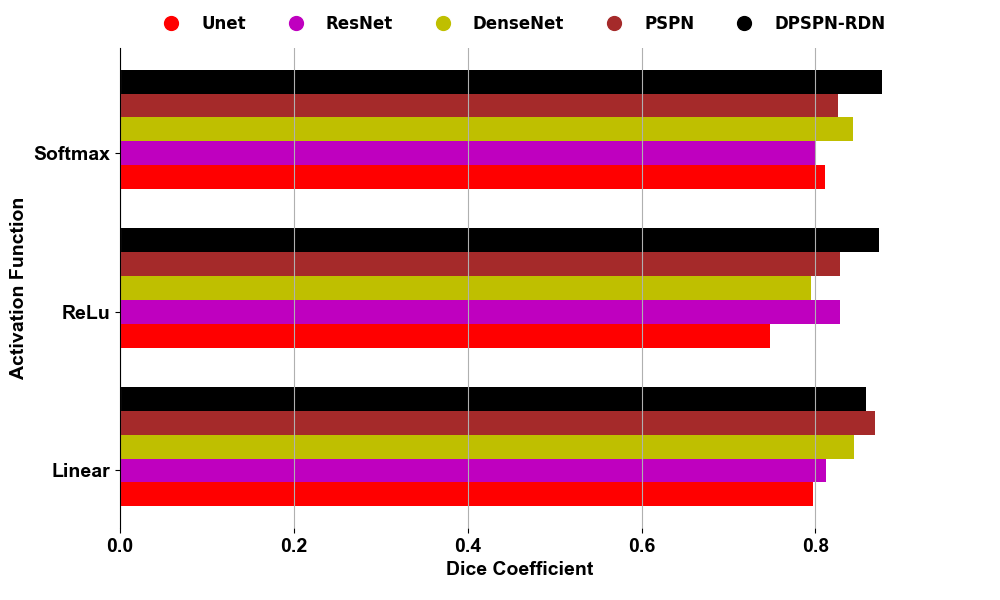 Unet ResNet DenseNet PSPN DPSPN-RDN
Activation Function
Softmax
ReLu
Linear
0.0 0.2 0.4 0.6 0.8
Dice Coefficient